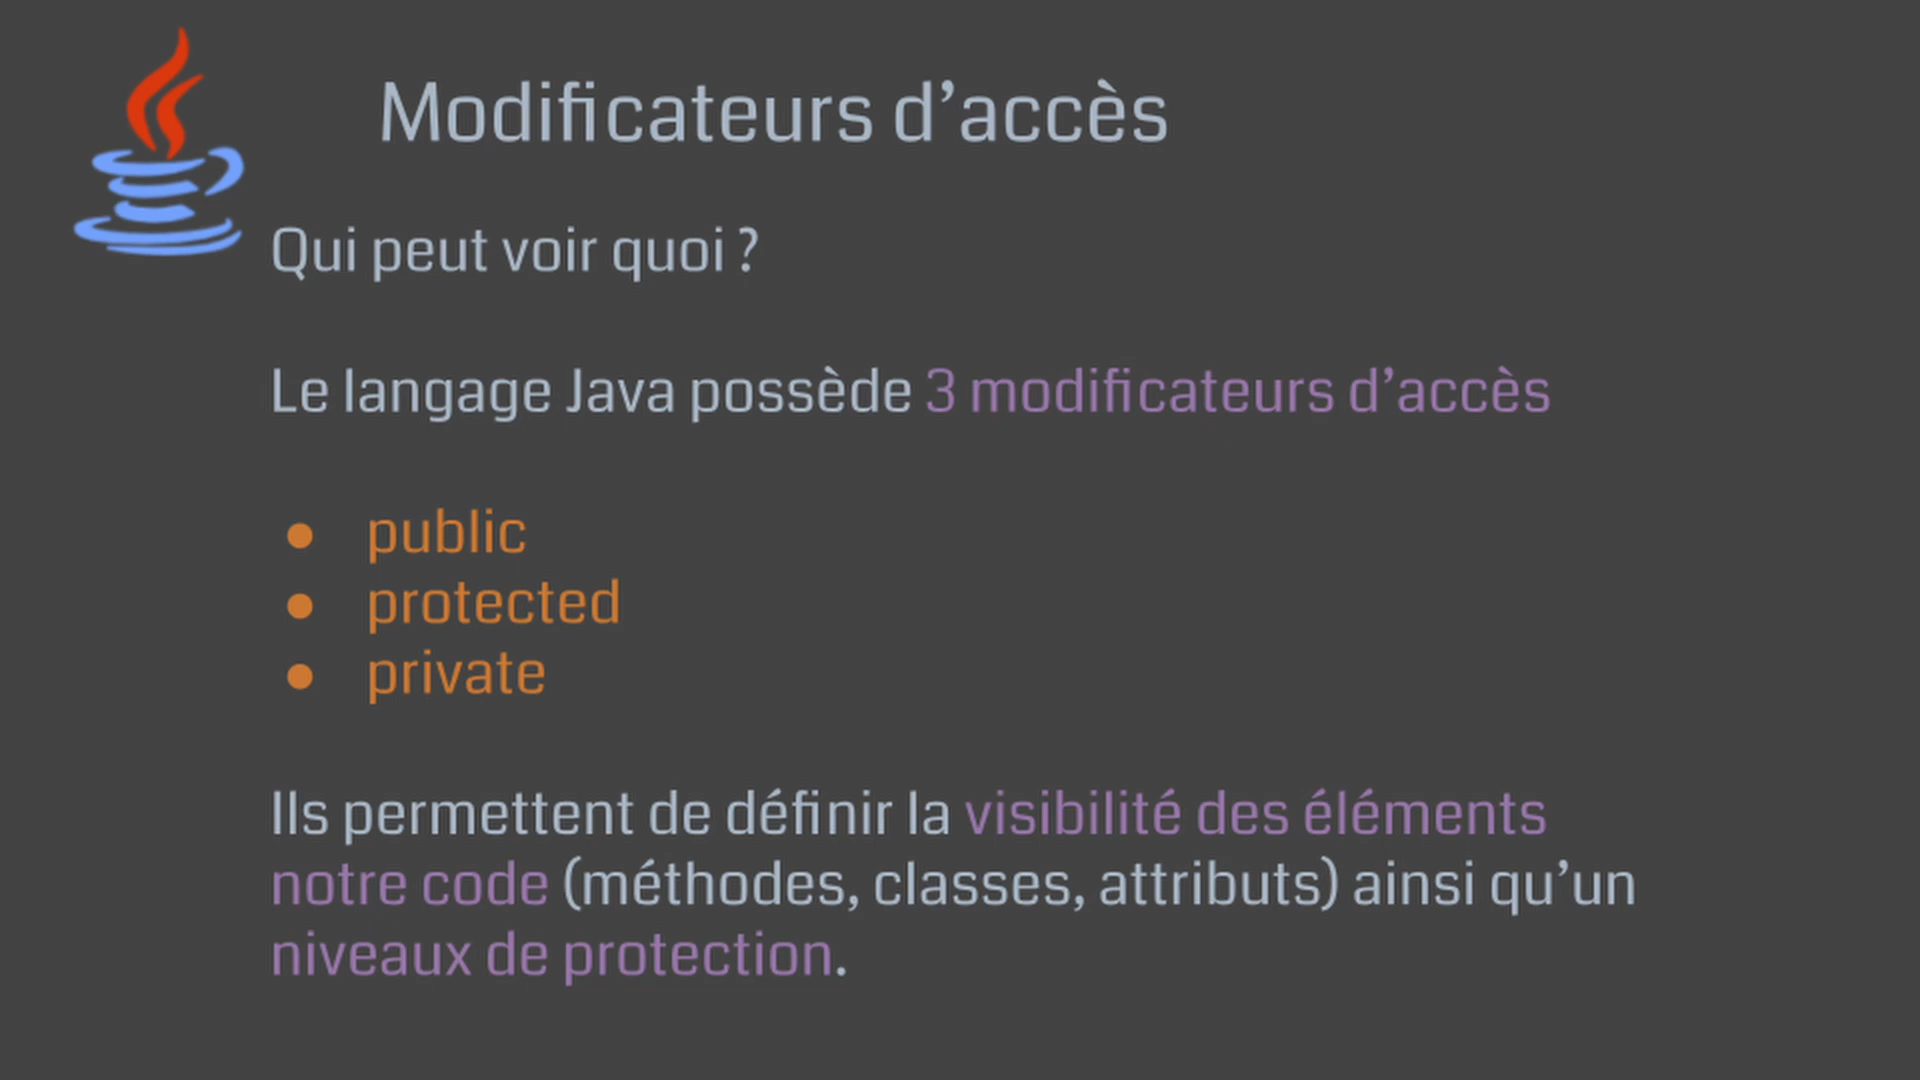 Modificateurs d’accès
Qui peut voir quoi ?
Le langage Java possède 3 modificateurs d’accès
● public
● protected
● private
Ils permettent de définir la visibilité des éléments
notre code (méthodes, classes, attributs) ainsi qu’un
niveaux de protection.